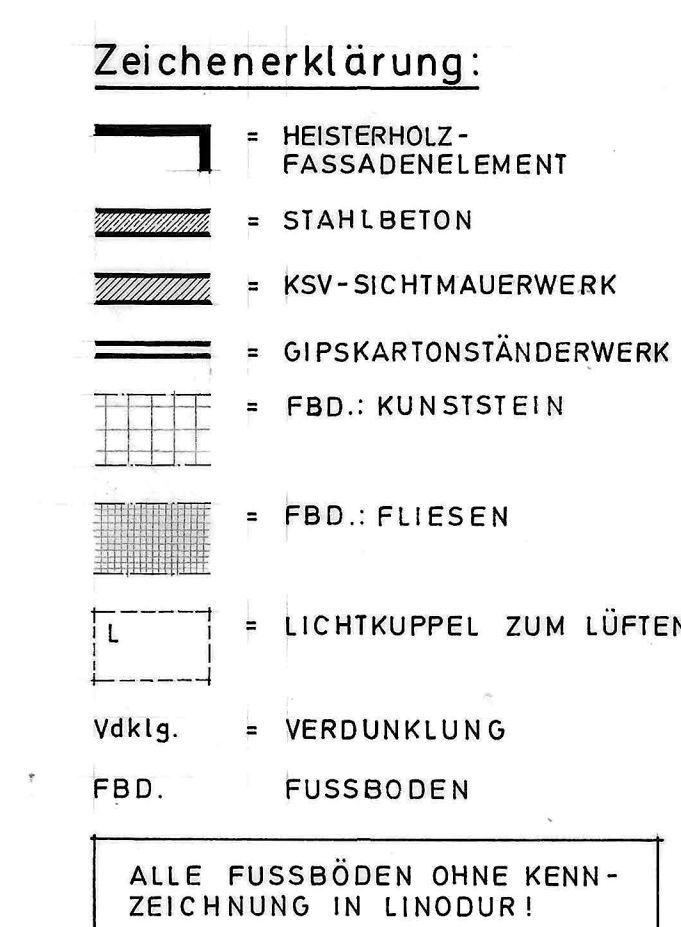 Zeichenerklärung:
= HEISTERHOLZ-
FASSADENELEMENT
= STAHLBETON
= KSV-SICHTMAUERWERK
= GIPSKARTONSTÄNDERWERK
= FBD.: KUNSTSTEIN
= FBD.: FLIESEN
L = LICHTKUPPEL ZUM LÜFTEN
Vdklg. = VERDUNKLUNG
FBD. FUSSBODEN
ALLE FUSSBÖDEN OHNE KENN-
ZEICHNUNG IN LINODUR!